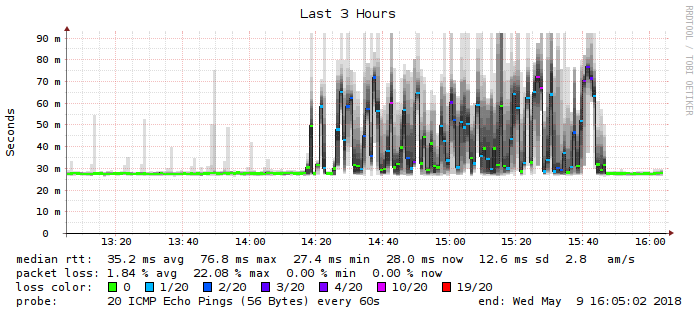 Last 3 Hours
RRDTOOL / TOBI OETIKER
Seconds
90 m
80 m
70 m
60 m
50 m
40 m
30 m
20 m
10 m
0
13:20 13:40 14:00 14:20 14:40 15:00 15:20 15:40 16:00
median rtt: 35.2 ms avg 76.8 ms max 27.4 ms min 28.0 ms now 12.6 ms sd 2.8 am/s
packet loss: 1.84 % avg 22.08 % max 0.00 % min 0.00 % now
loss color: 0 1/20 2/20 3/20 4/20 10/20 19/20
probe: 20 ICMP Echo Pings (56 Bytes) every 60s end: Wed May 9 16:05:02 2018